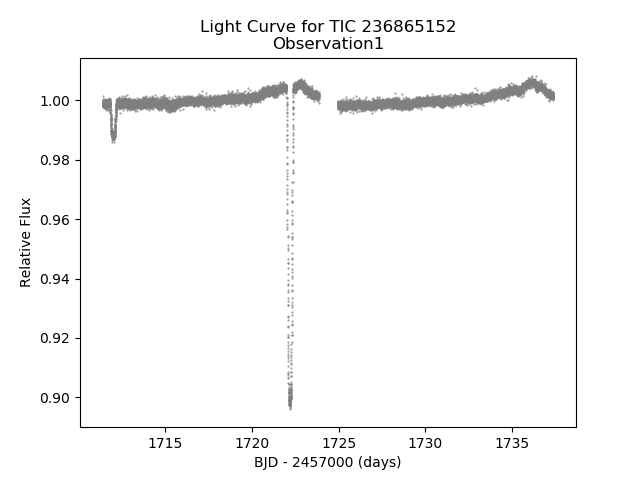 Light Curve for TIC 236865152
Observation1
1.00
0.98
0.96
0.94
0.92
0.90
Relative Flux
1715 1720 1725 1730 1735
BJD - 2457000 (days)